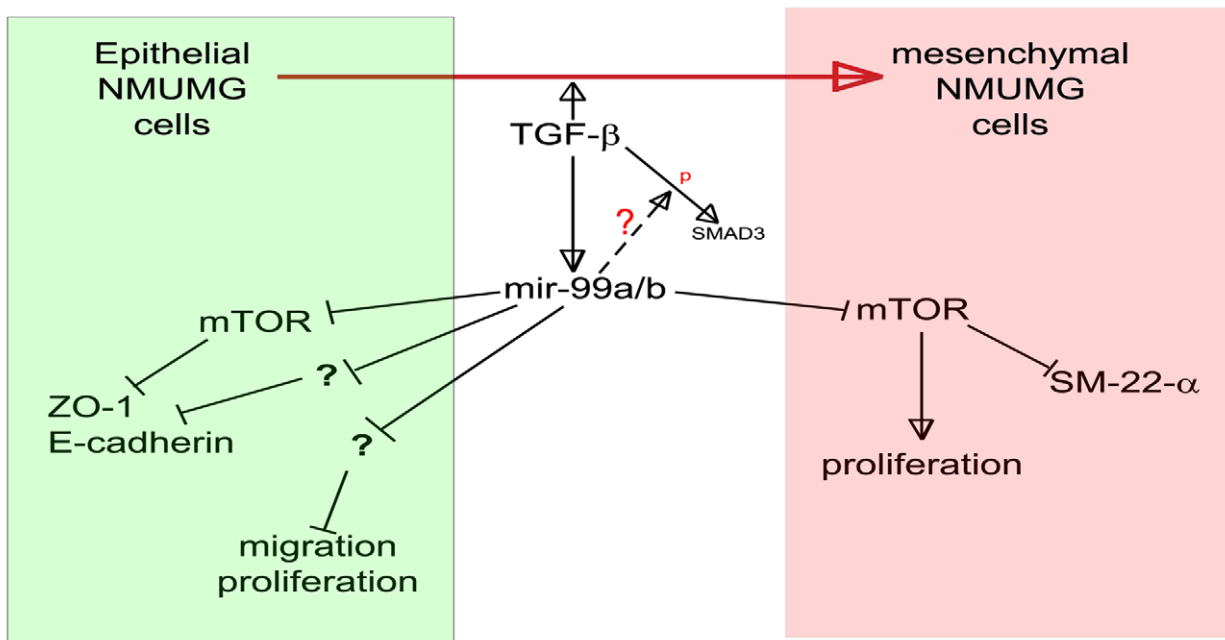 Epithelial
NMUMG
cells
mesenchymal
NMUMG
cells
TGF-β
p
?
SMAD3
mir-99a/b
mTOR
mTOR
?
SM-22-α
ZO-1
E-cadherin
?
proliferation
migration
proliferation